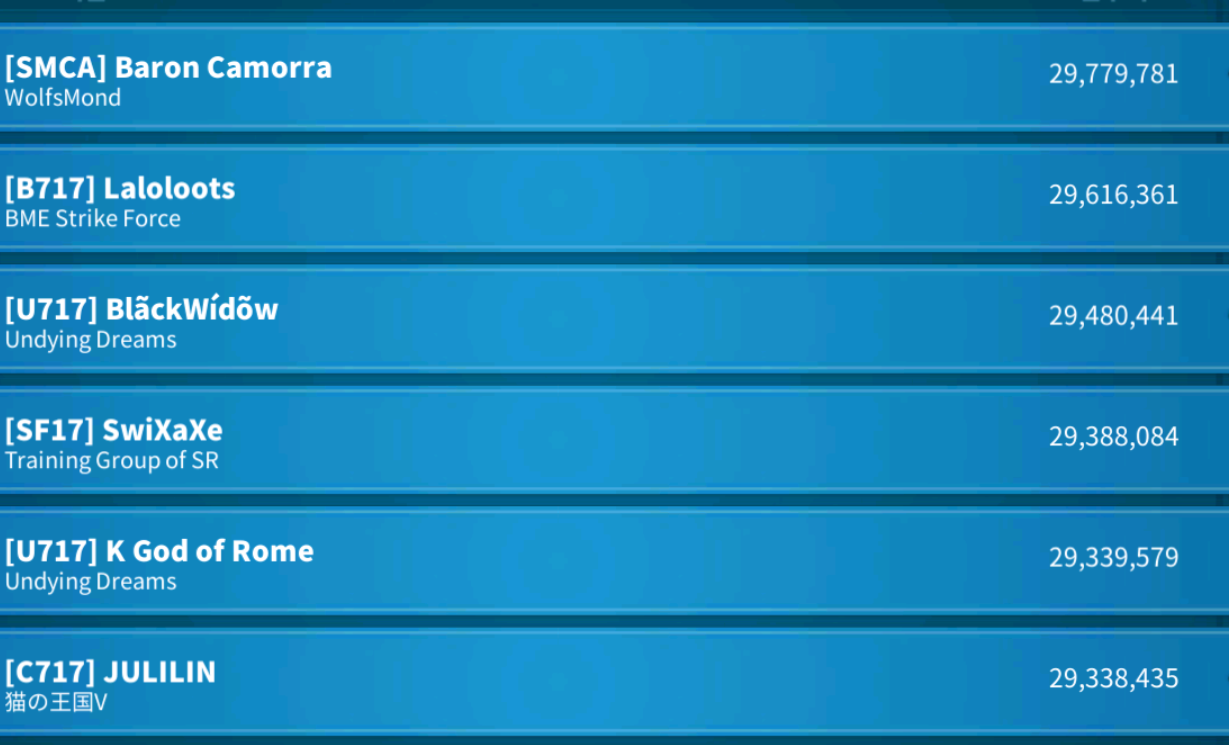 [SMCA] Baron Camorra
WolfsMond
29,779,781
[B717] Laloloots
BME Strike Force
29,616,361
[U717] BlãckWídõw
Undying Dreams
29,480,441
[SF17] SwiXaXe
Training Group of SR
29,388,084
[U717] K God of Rome
Undying Dreams
29,339,579
[C717] JULILIN
猫の王国V
29,338,435